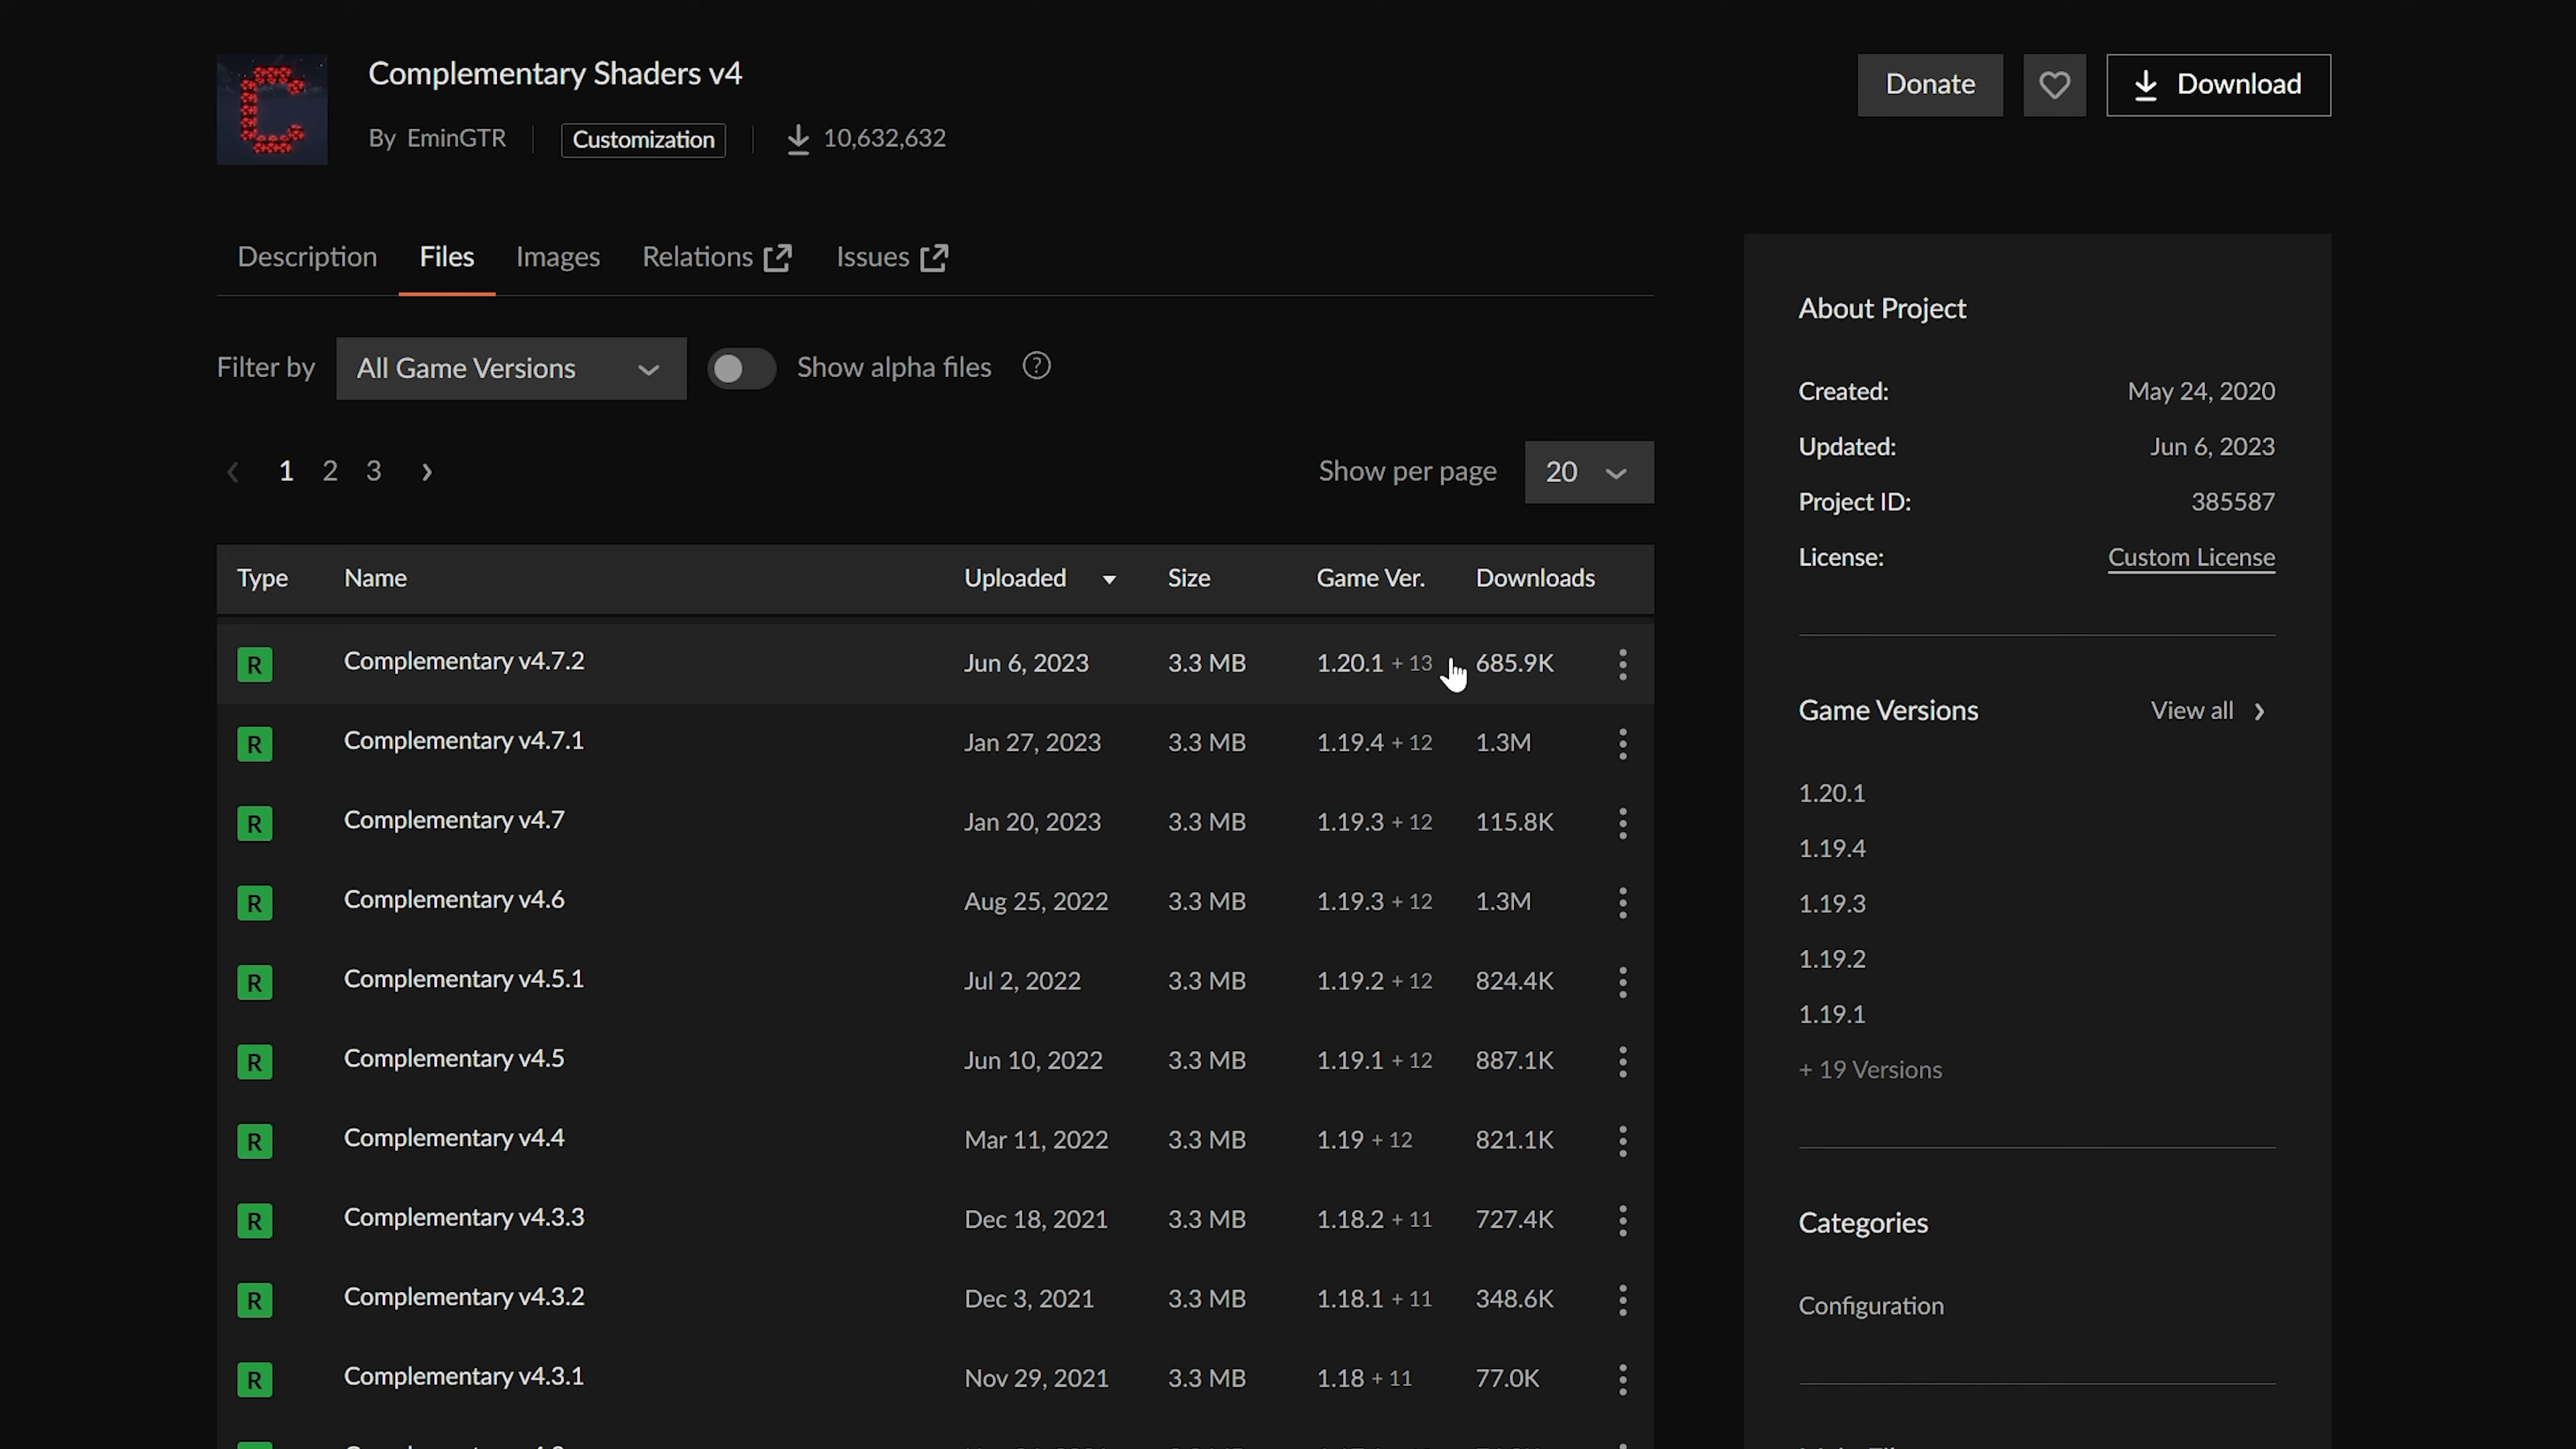 Complementary Shaders v4
By EminGTR
Customization
10,632,632
Donate
Download
Description
Files
Images
Relations
Issues
Filter by
All Game Versions
Show alpha files
?
1 2 3
Show per page
20
Type Name Uploaded Size Game Ver. Downloads
R Complementary v4.7.2 Jun 6, 2023 3.3 MB 1.20.1 + 13 685.9K
R Complementary v4.7.1 Jan 27, 2023 3.3 MB 1.19.4 + 12 1.3M
R Complementary v4.7 Jan 20, 2023 3.3 MB 1.19.3 + 12 115.8K
R Complementary v4.6 Aug 25, 2022 3.3 MB 1.19.3 + 12 1.3M
R Complementary v4.5.1 Jul 2, 2022 3.3 MB 1.19.2 + 12 824.4K
R Complementary v4.5 Jun 10, 2022 3.3 MB 1.19.1 + 12 887.1K
R Complementary v4.4 Mar 11, 2022 3.3 MB 1.19 + 12 821.1K
R Complementary v4.3.3 Dec 18, 2021 3.3 MB 1.18.2 + 11 727.4K
R Complementary v4.3.2 Dec 3, 2021 3.3 MB 1.18.1 + 11 348.6K
R Complementary v4.3.1 Nov 29, 2021 3.3 MB 1.18 + 11 77.0K
About Project
Created: May 24, 2020
Updated: Jun 6, 2023
Project ID: 385587
License: Custom License
Game Versions
View all
1.20.1
1.19.4
1.19.3
1.19.2
1.19.1
+ 19 Versions
Categories
Configuration